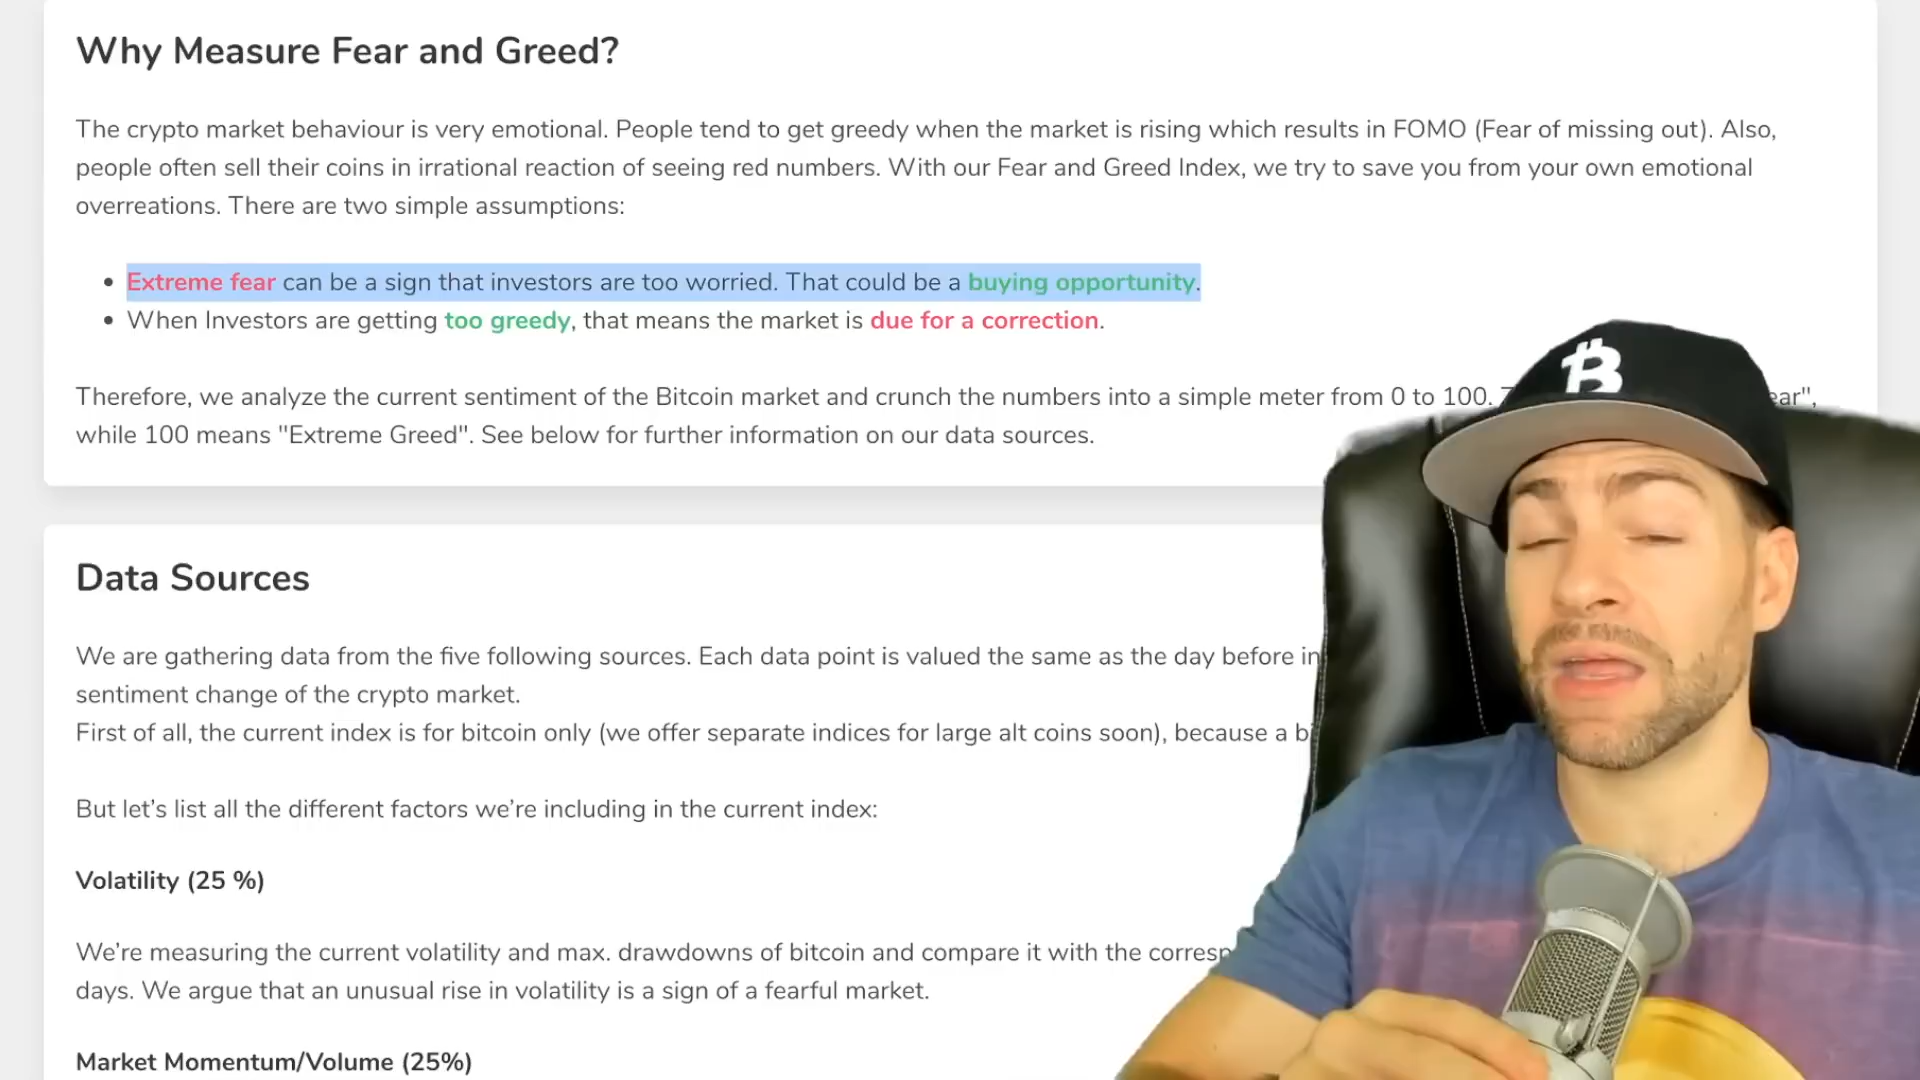 Why Measure Fear and Greed?
The crypto market behaviour is very emotional. People tend to get greedy when the market is rising which results in FOMO (Fear of missing out). Also,
people often sell their coins in irrational reaction of seeing red numbers. With our Fear and Greed Index, we try to save you from your own emotional
overreations. There are two simple assumptions:
• Extreme fear can be a sign that investors are too worried. That could be a buying opportunity.
• When Investors are getting too greedy, that means the market is due for a correction.
Therefore, we analyze the current sentiment of the Bitcoin market and crunch the numbers into a simple meter from 0 to 100.
while 100 means "Extreme Greed". See below for further information on our data sources.
Data Sources
We are gathering data from the five following sources. Each data point is valued the same as the day before in
sentiment change of the crypto market.
First of all, the current index is for bitcoin only (we offer separate indices for large alt coins soon), because a
But let’s list all the different factors we’re including in the current index:
Volatility (25 %)
We’re measuring the current volatility and max. drawdowns of bitcoin and compare it with the
days. We argue that an unusual rise in volatility is a sign of a fearful market.
Market Momentum/Volume (25%)